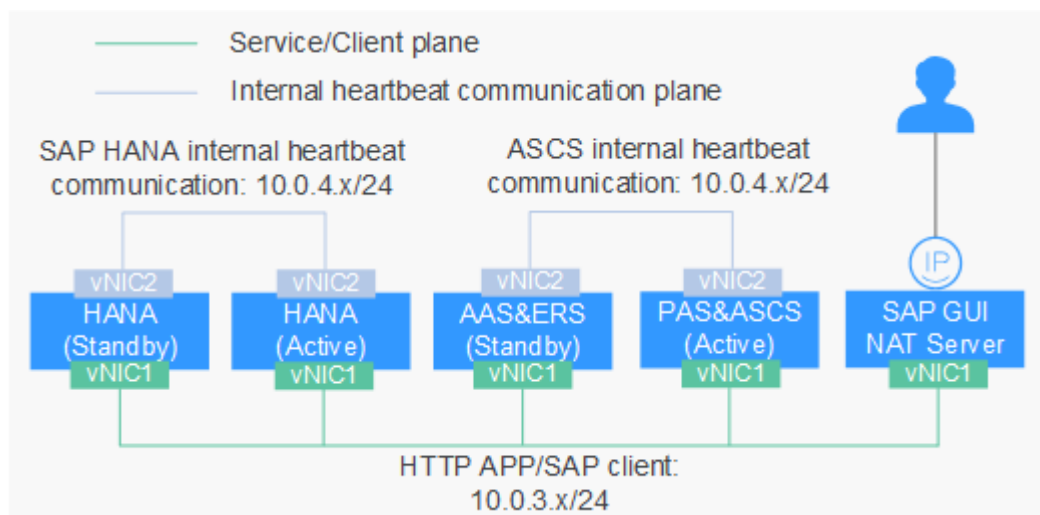 Service/Client plane
Internal heartbeat communication plane
SAP HANA internal heartbeat
communication: 10.0.4.x/24
ASCS internal heartbeat
communication: 10.0.4.x/24
IP
vNIC2
vNIC2
vNIC2
vNIC2
HANA
(Standby)
HANA
(Active)
AAS&ERS
(Standby)
PAS&ASCS
(Active)
SAP GUI
NAT Server
vNIC1
vNIC1
vNIC1
vNIC1
vNIC1
HTTP APP/SAP client:
10.0.3.x/24